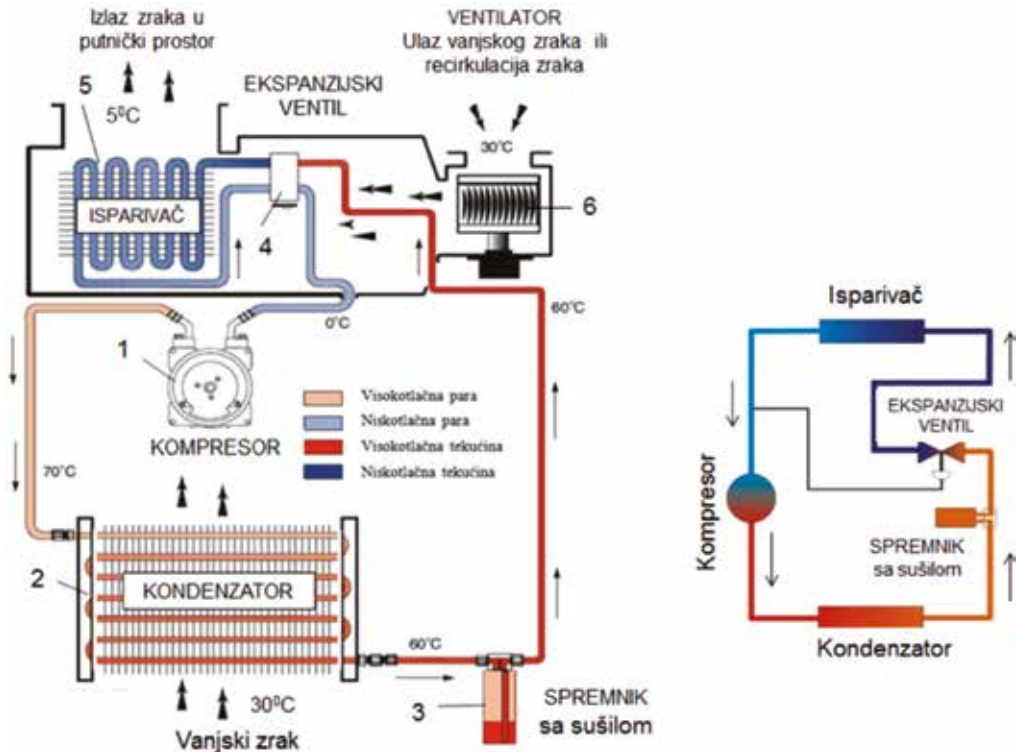 Izlaz zraka u
putnički prostor
VENTILATOR
Ulaz vanjskog zraka ili
recirkulacija zraka
5
5⁰C
EKSPANZIJSKI
VENTIL
30°C
ISPARIVAČ
4
6
0°C
60°C
1
KOMPRESOR
Visokotlačna para
Niskotlačna para
Visokotlačna tekućina
Niskotlačna tekućina
70°C
2
KONDENZATOR
60°C
3
SPREMNIK
sa sušilom
30⁰C
Vanjski zrak
Isparivač
EKSPANZIJSKI
VENTIL
Kompresor
SPREMNIK
sa sušilom
Kondenzator